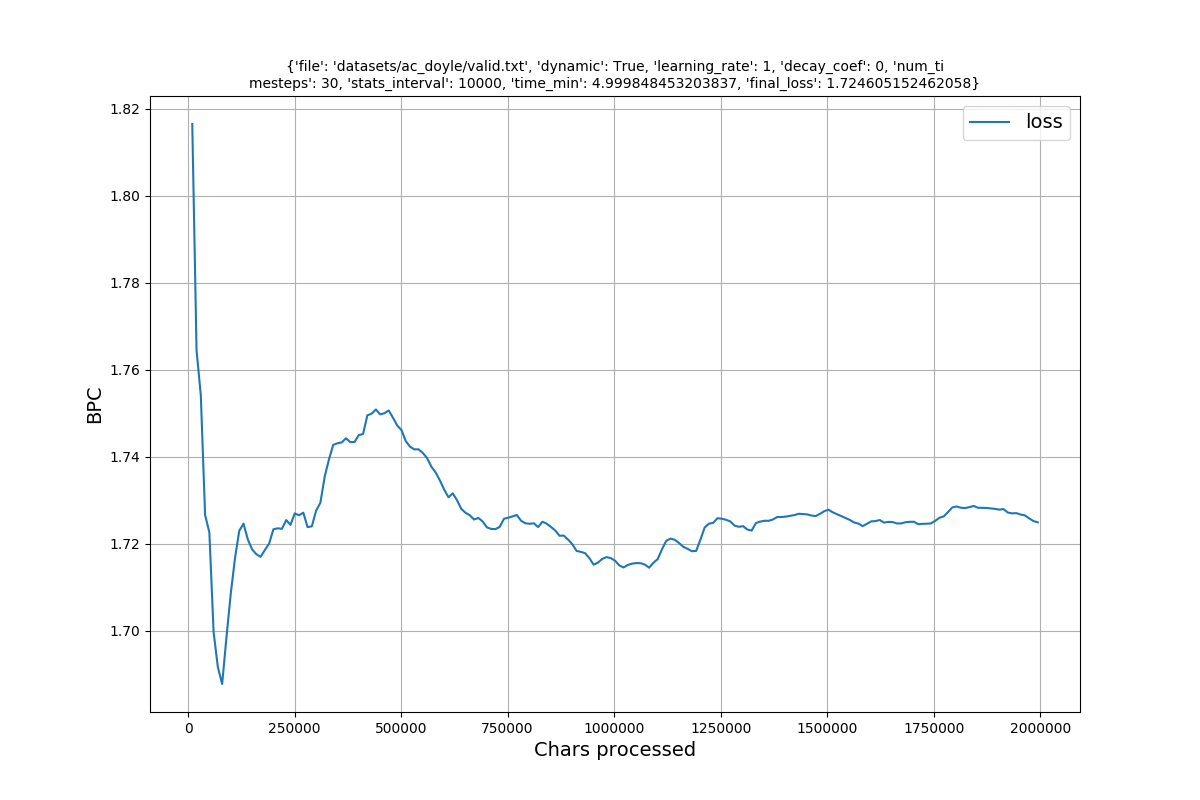 {'file': 'datasets/ac_doyle/valid.txt', 'dynamic': True, 'learning_rate': 1, 'decay_coef': 0, 'num_ti
mesteps': 30, 'stats_interval': 10000, 'time_min': 4.999848453203837, 'final_loss': 1.724605152462058}
loss
1.82
1.80
1.78
1.76
1.74
1.72
1.70
BPC
0 250000 500000 750000 1000000 1250000 1500000 1750000 2000000
Chars processed